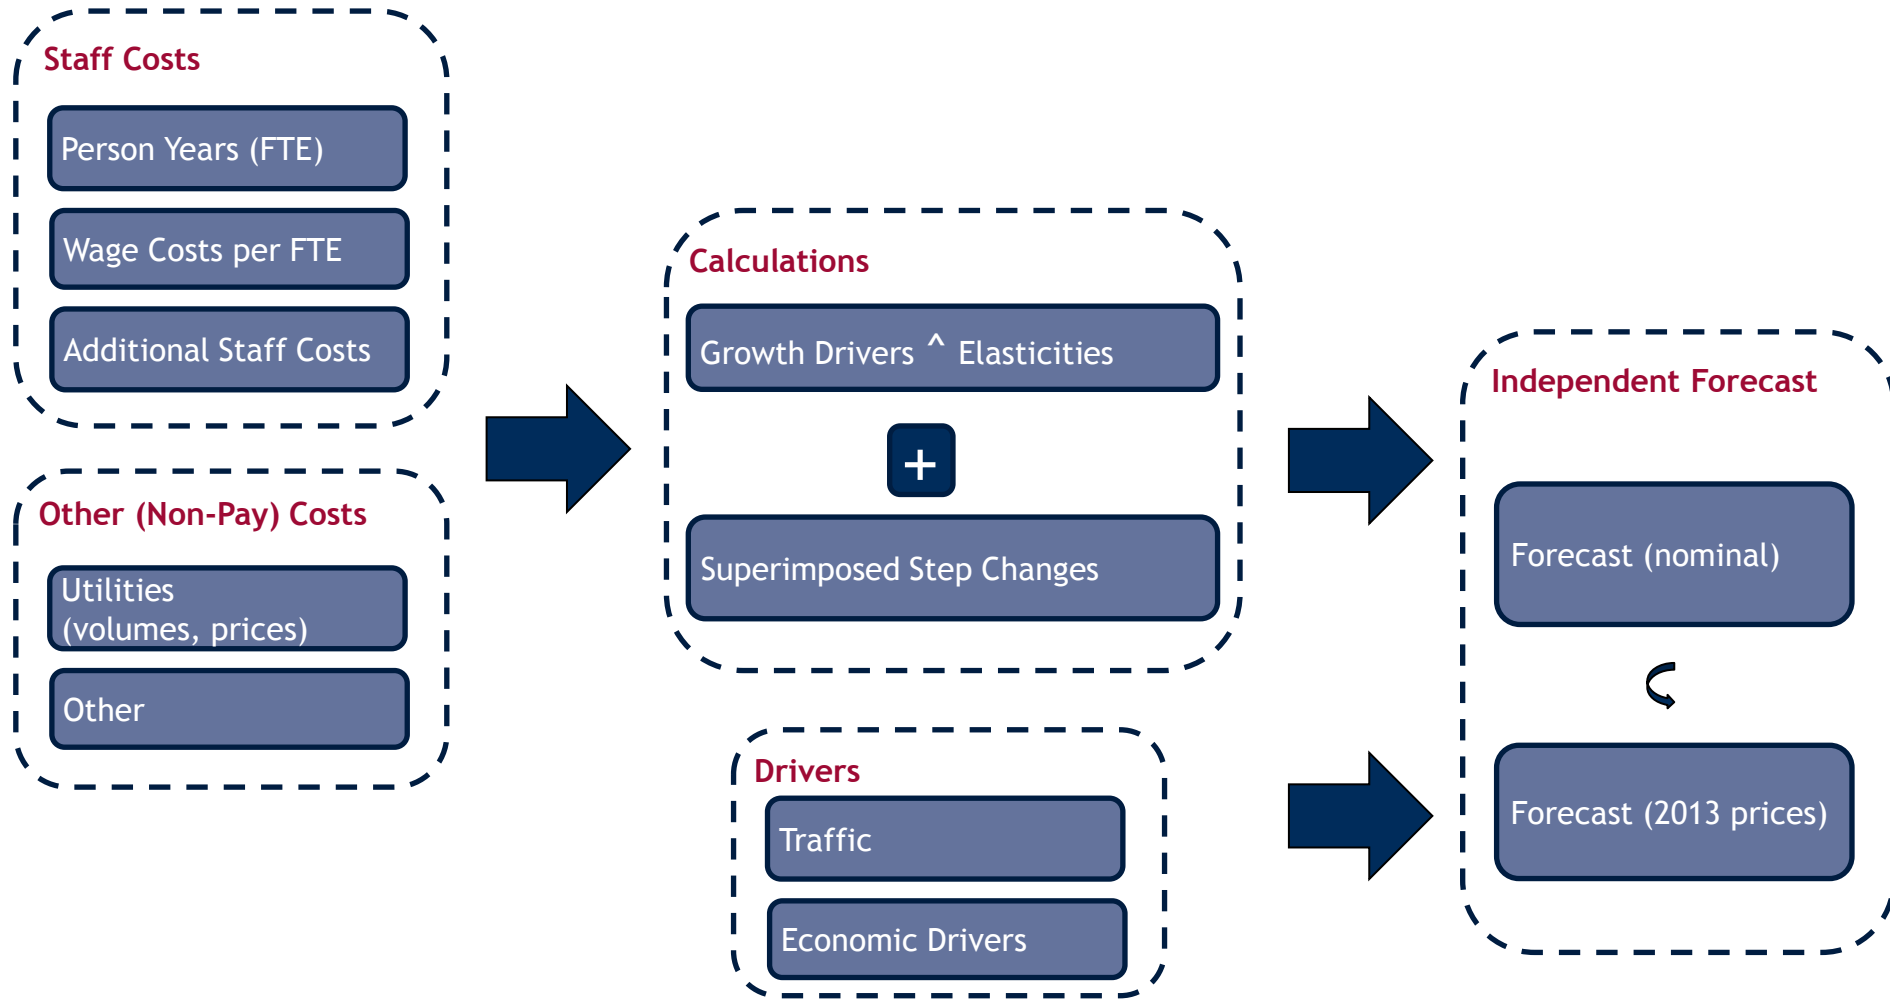 Staff Costs
Person Years (FTE)
Wage Costs per FTE
Additional Staff Costs
Other (Non-Pay) Costs
Utilities
(volumes, prices)
Other
Calculations
Growth Drivers ^ Elasticities
+
Superimposed Step Changes
Drivers
Traffic
Economic Drivers
Independent Forecast
Forecast (nominal)
Forecast (2013 prices)